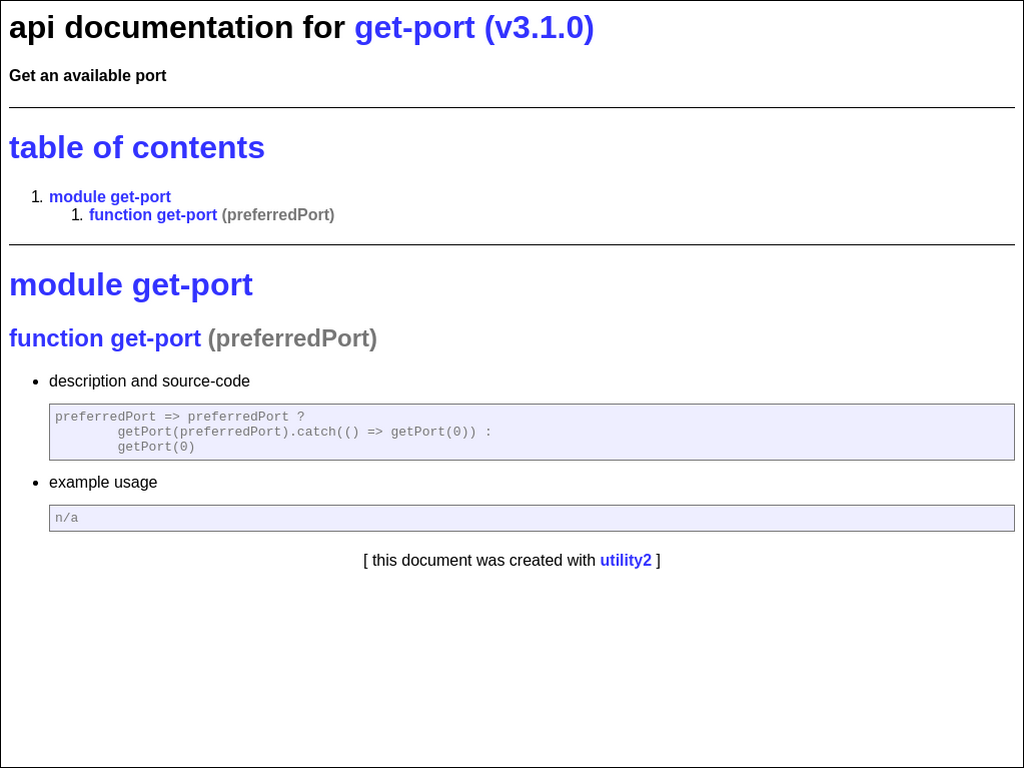 api documentation for get-port (v3.1.0)
Get an available port
table of contents
1. module get-port
1. function get-port (preferredPort)
module get-port
function get-port (preferredPort)
• description and source-code
preferredPort => preferredPort ?
        getPort(preferredPort).catch(() => getPort(0)) :
        getPort(0)
• example usage
n/a
[ this document was created with utility2 ]